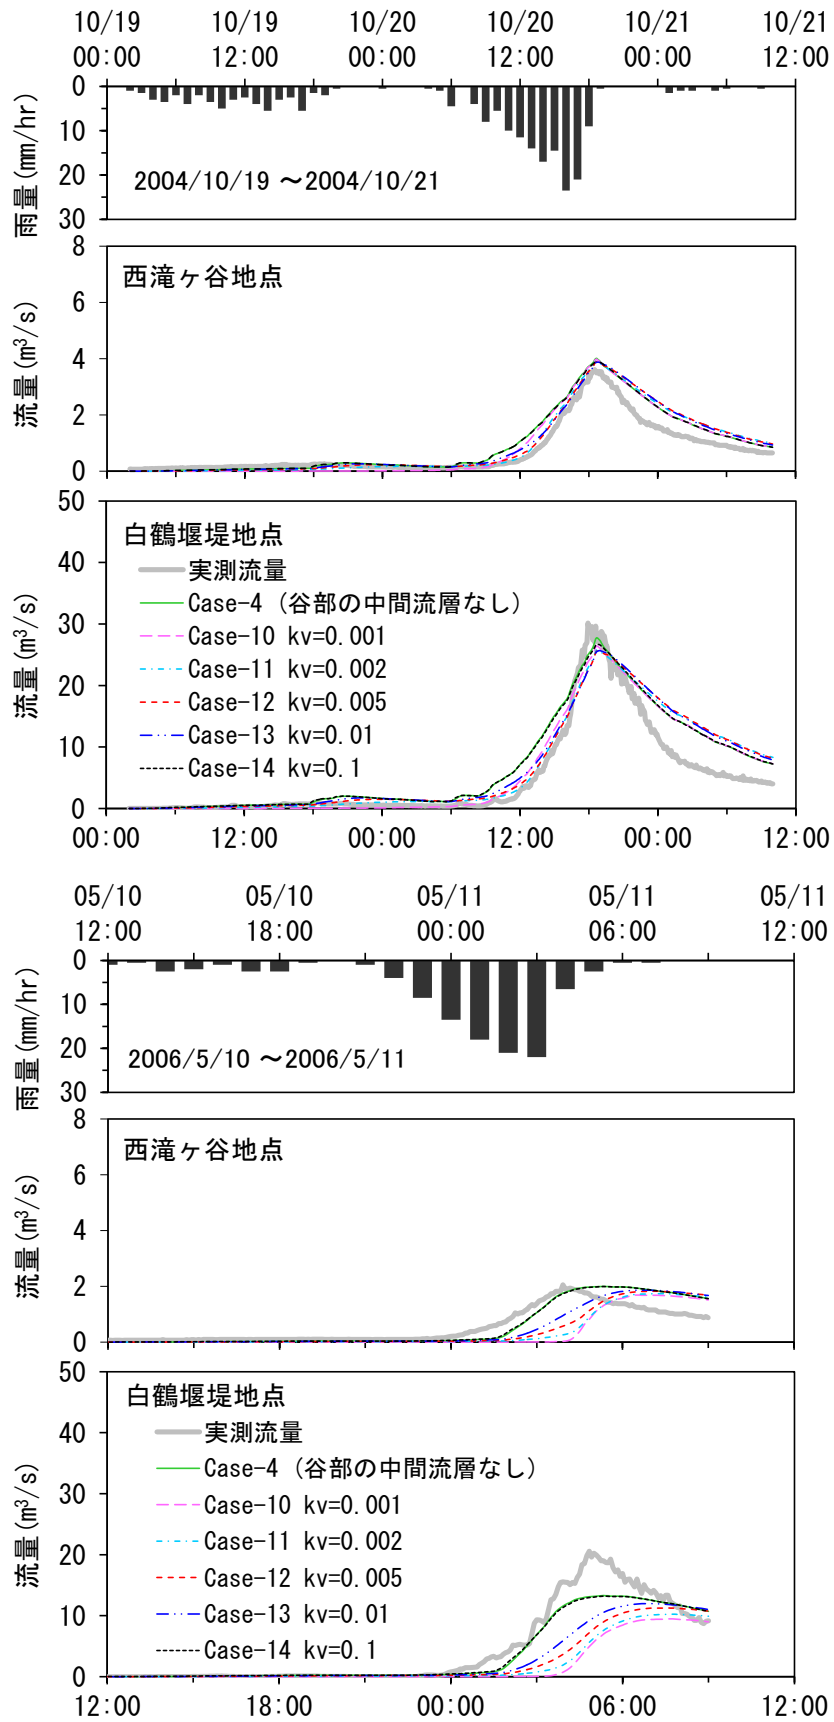 10/19 10/19 10/20 10/20 10/21 10/21
00:00 12:00 00:00 12:00 00:00 12:00
雨量(mm/hr)
0
10
20
30
2004/10/19 ～2004/10/21
流量(m³/s)
8
6
4
2
0
西滝ヶ谷地点
流量(m³/s)
50
40
30
20
10
0
白鶴堰堤地点
実測流量
Case-4 (谷部の中間流層なし)
Case-10 kv=0.001
Case-11 kv=0.002
Case-12 kv=0.005
Case-13 kv=0.01
Case-14 kv=0.1
00:00 12:00 00:00 12:00 00:00 12:00
05/10 05/10 05/11 05/11 05/11
12:00 18:00 00:00 06:00 12:00
雨量(mm/hr)
0
10
20
30
2006/5/10 ～2006/5/11
流量(m³/s)
8
6
4
2
0
西滝ヶ谷地点
流量(m³/s)
50
40
30
20
10
0
白鶴堰堤地点
実測流量
Case-4 (谷部の中間流層なし)
Case-10 kv=0.001
Case-11 kv=0.002
Case-12 kv=0.005
Case-13 kv=0.01
Case-14 kv=0.1
12:00 18:00 00:00 06:00 12:00